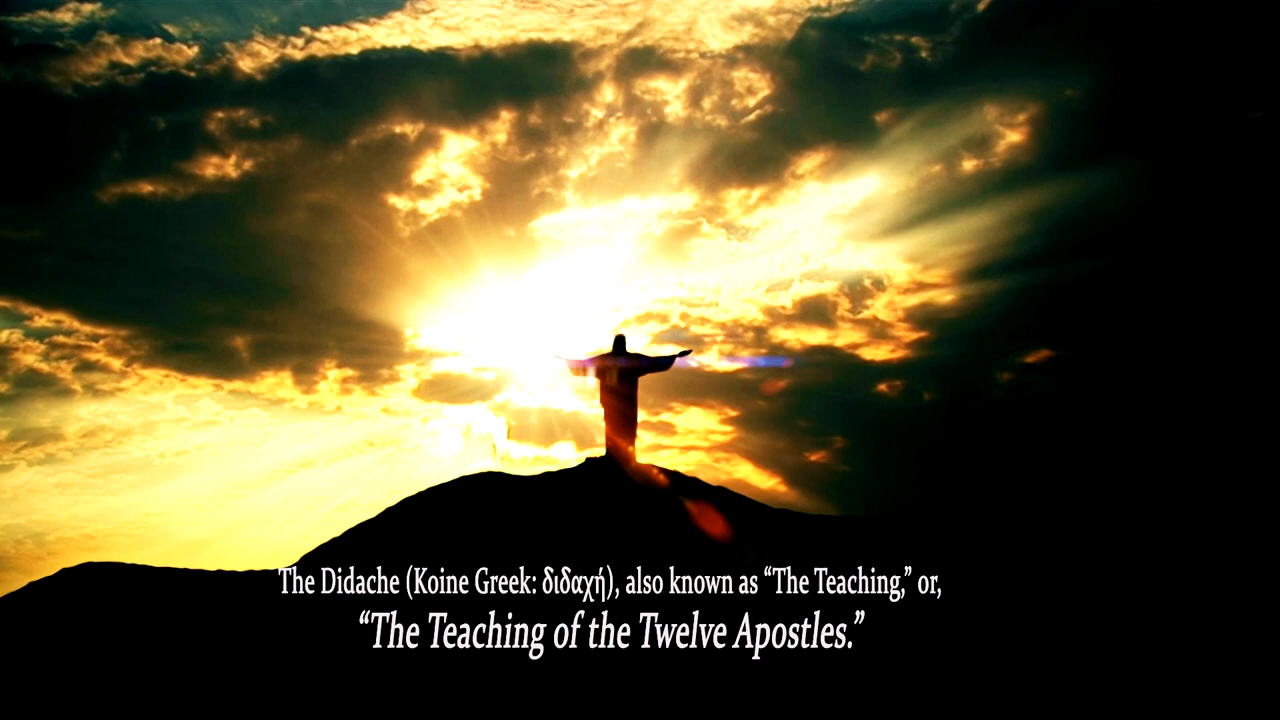 The Didache (Koine Greek: διδαχή), also known as “The Teaching,” or,
“The Teaching of the Twelve Apostles.”